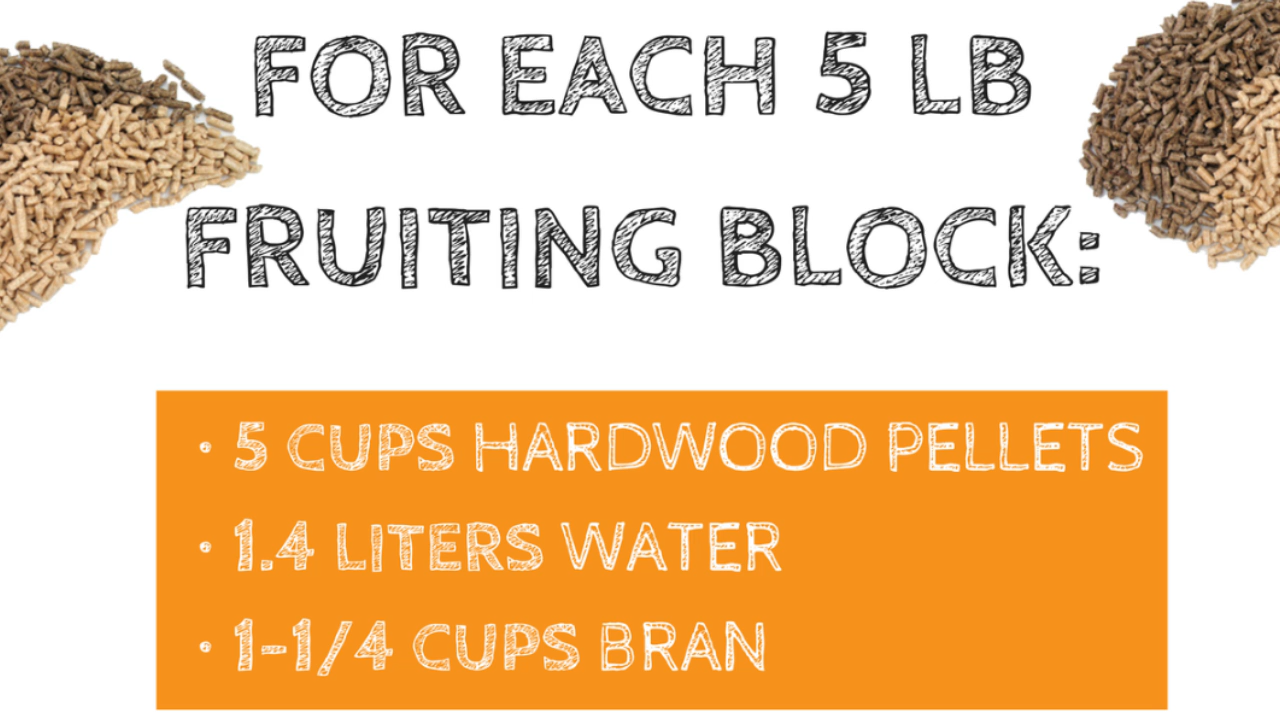 FOR EACH 5 LB
FRUITING BLOCK:
• 5 CUPS HARDWOOD PELLETS
• 1.4 LITERS WATER
• 1-1/4 CUPS BRAN